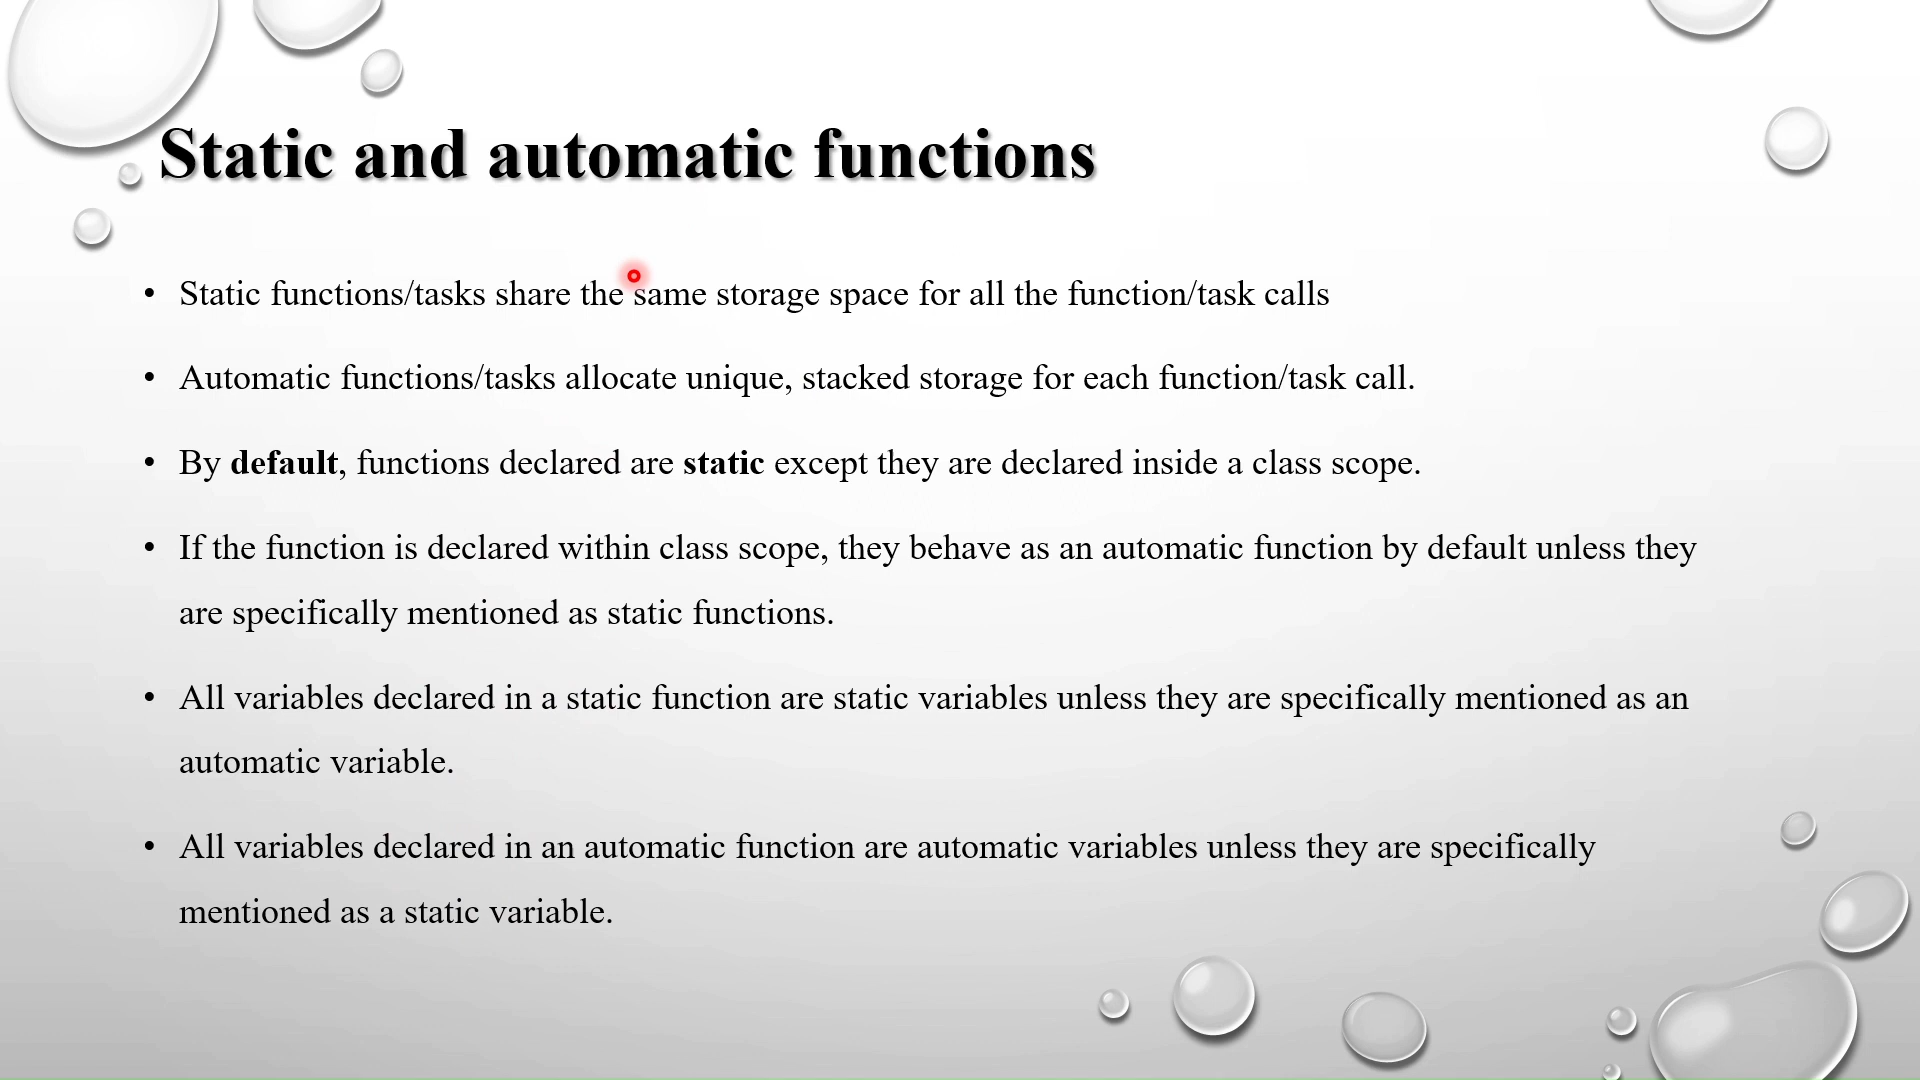 Static and automatic functions
• Static functions/tasks share the same storage space for all the function/task calls
• Automatic functions/tasks allocate unique, stacked storage for each function/task call.
• By default, functions declared are static except they are declared inside a class scope.
• If the function is declared within class scope, they behave as an automatic function by default unless they
are specifically mentioned as static functions.
• All variables declared in a static function are static variables unless they are specifically mentioned as an
automatic variable.
• All variables declared in an automatic function are automatic variables unless they are specifically
mentioned as a static variable.